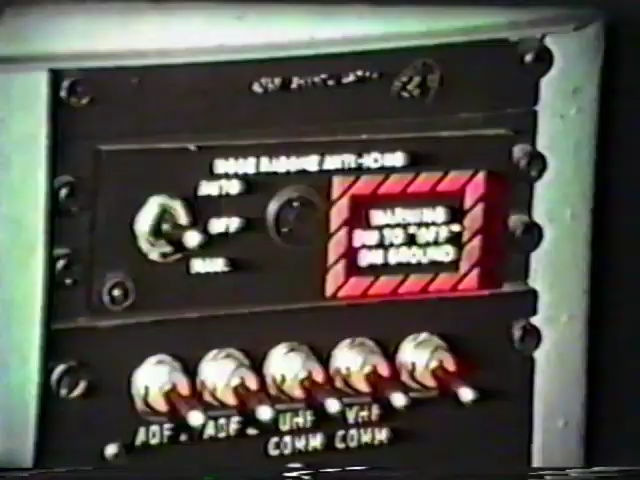 NOSE RADOME ANTI-ICING
AUTO
OFF
MAN.
WARNING
SW TO "OFF"
ON GROUND
ADF - ADF - UHF VHF
COMM COMM